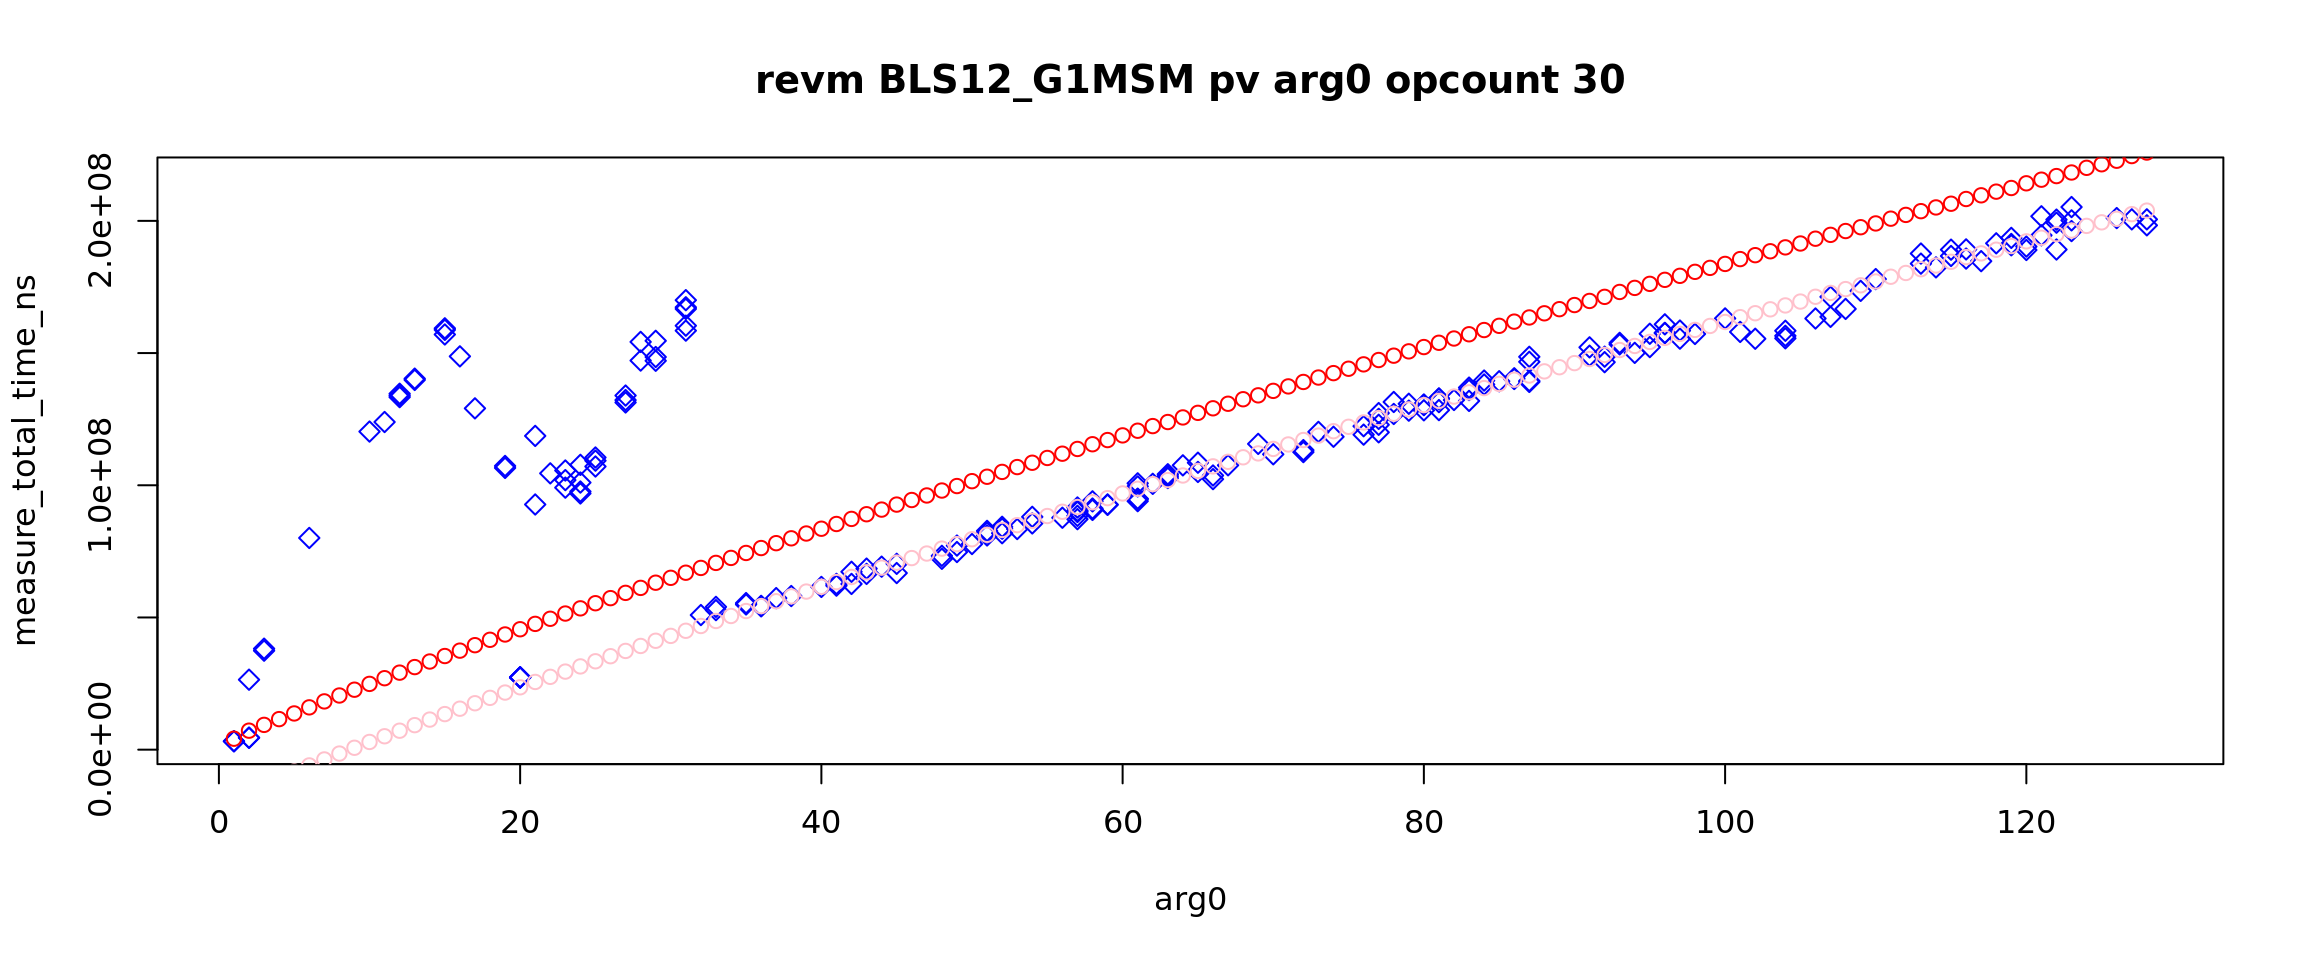 revm BLS12_G1MSM pv arg0 opcount 30
measure_total_time_ns
2.0e+08
1.0e+08
0.0e+00
0 20 40 60 80 100 120
arg0